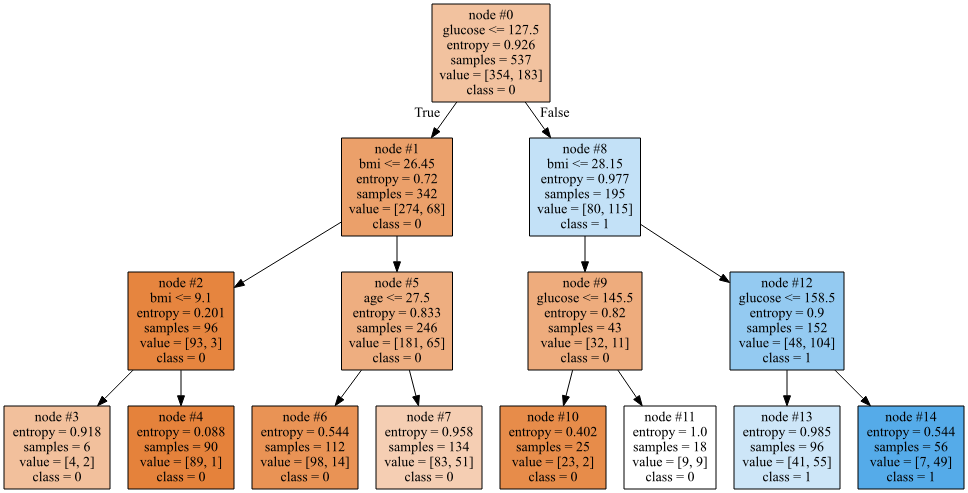 node #0
glucose <= 127.5
entropy = 0.926
samples = 537
value = [354, 183]
class = 0
True
False
node #1
bmi <= 26.45
entropy = 0.72
samples = 342
value = [274, 68]
class = 0
node #8
bmi <= 28.15
entropy = 0.977
samples = 195
value = [80, 115]
class = 1
node #2
bmi <= 9.1
entropy = 0.201
samples = 96
value = [93, 3]
class = 0
node #5
age <= 27.5
entropy = 0.833
samples = 246
value = [181, 65]
class = 0
node #9
glucose <= 145.5
entropy = 0.82
samples = 43
value = [32, 11]
class = 0
node #12
glucose <= 158.5
entropy = 0.9
samples = 152
value = [48, 104]
class = 1
node #3
entropy = 0.918
samples = 6
value = [4, 2]
class = 0
node #4
entropy = 0.088
samples = 90
value = [89, 1]
class = 0
node #6
entropy = 0.544
samples = 112
value = [98, 14]
class = 0
node #7
entropy = 0.958
samples = 134
value = [83, 51]
class = 0
node #10
entropy = 0.402
samples = 25
value = [23, 2]
class = 0
node #11
entropy = 1.0
samples = 18
value = [9, 9]
class = 0
node #13
entropy = 0.985
samples = 96
value = [41, 55]
class = 1
node #14
entropy = 0.544
samples = 56
value = [7, 49]
class = 1